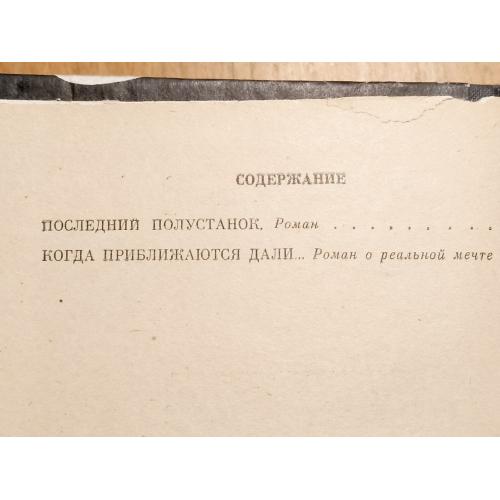 СОДЕРЖАНИЕ
ПОСЛЕДНИЙ ПОЛУСТАНОК. Роман . . . . . . . . .
КОГДА ПРИБЛИЖАЮТСЯ ДАЛИ... Роман о реальной мечте